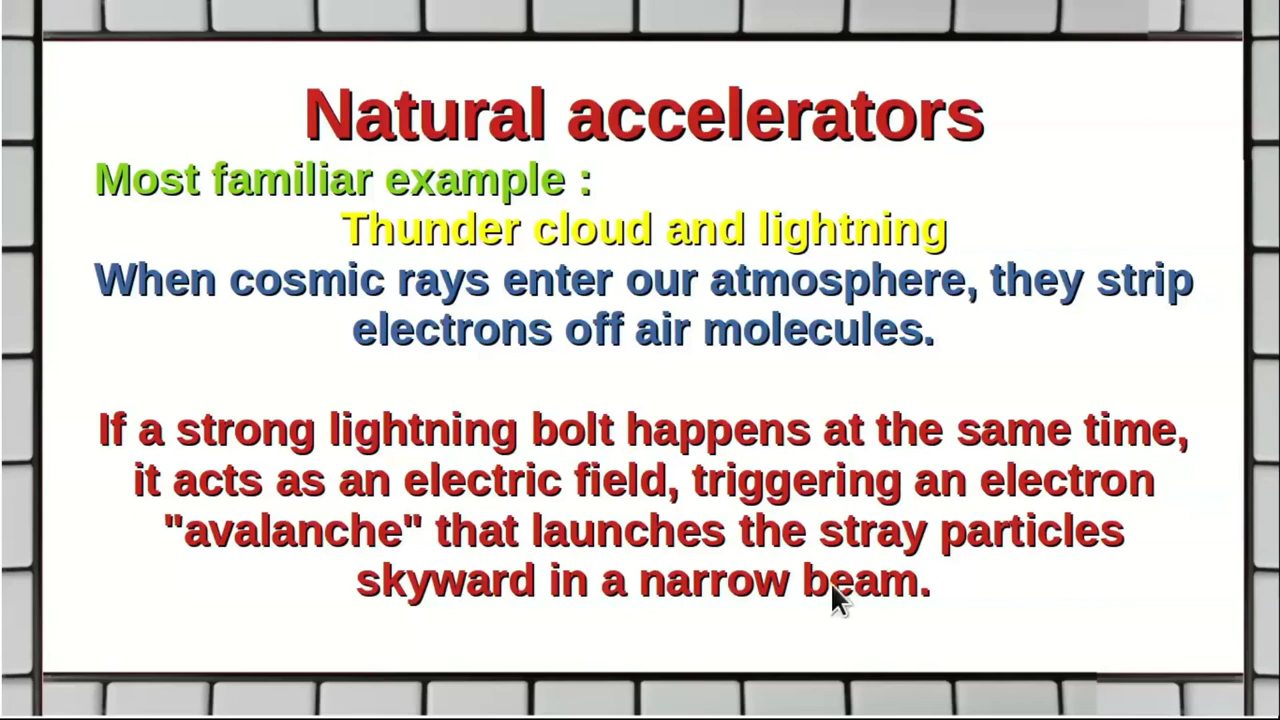 Natural accelerators
Most familiar example :
Thunder cloud and lightning
When cosmic rays enter our atmosphere, they strip
electrons off air molecules.
If a strong lightning bolt happens at the same time,
it acts as an electric field, triggering an electron
"avalanche" that launches the stray particles
skyward in a narrow beam.